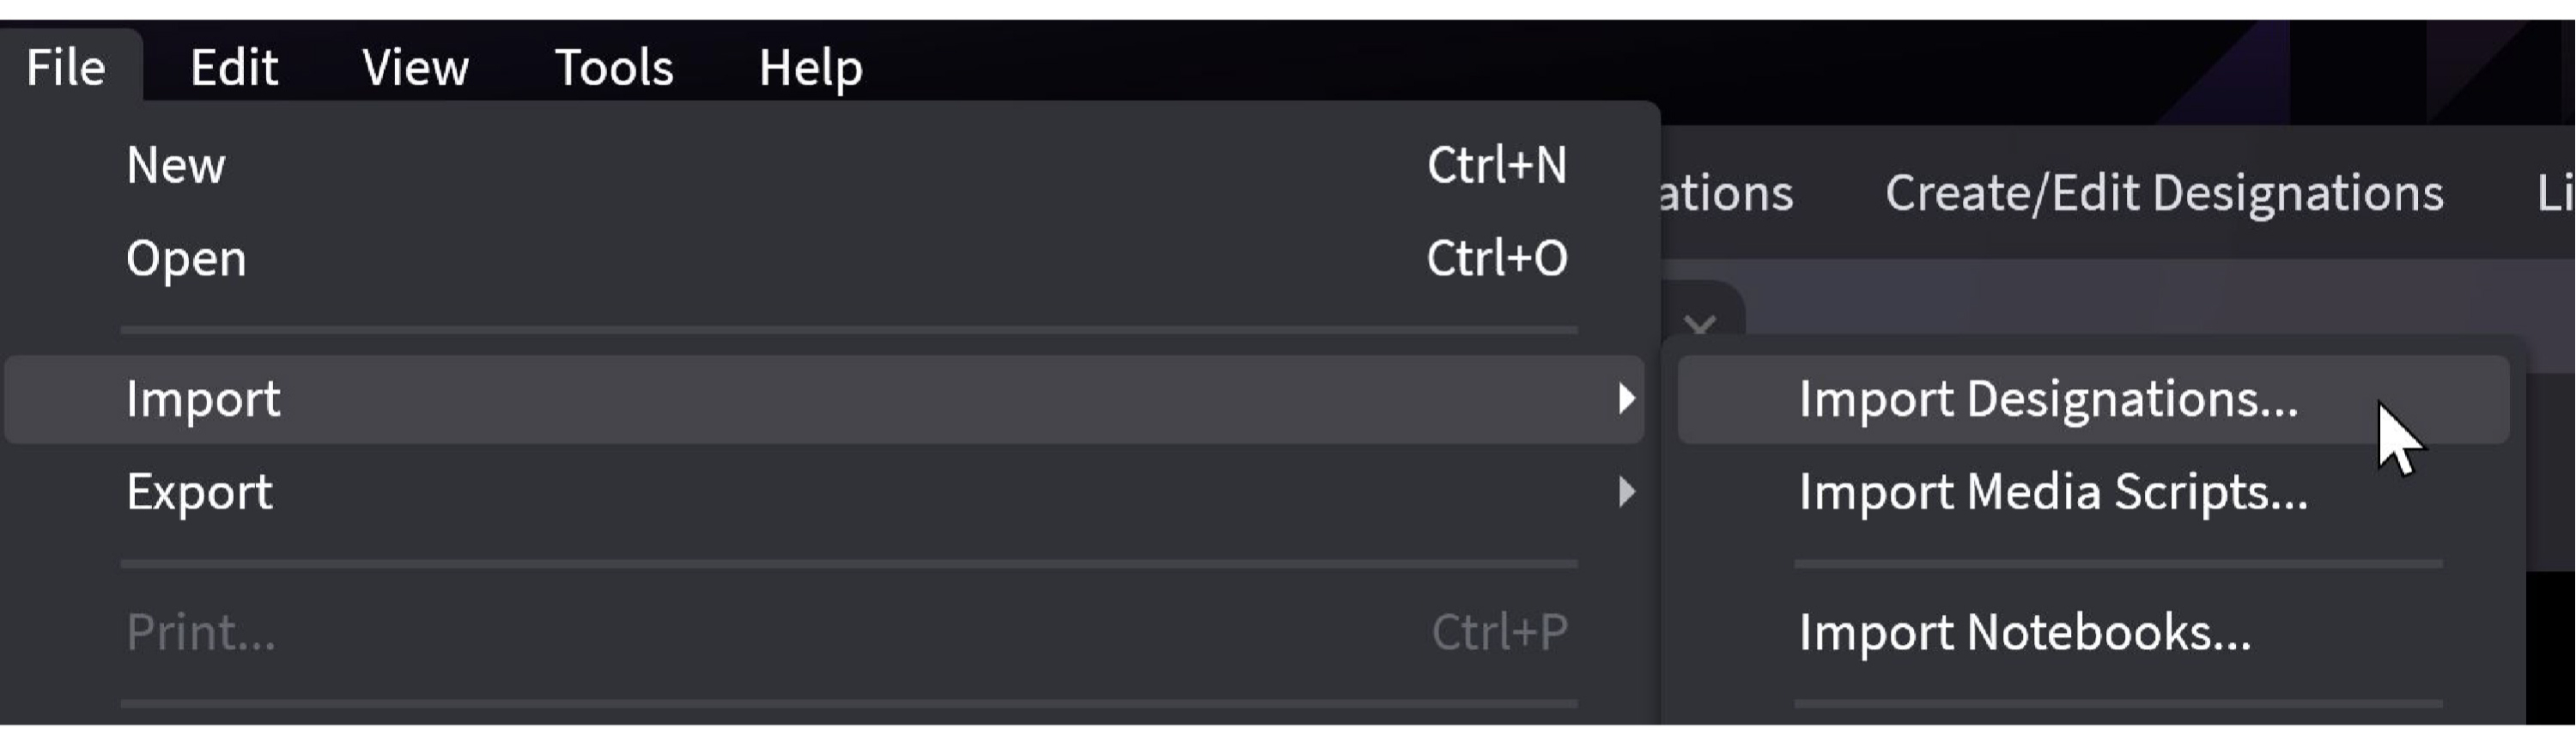 File Edit View Tools Help
New Ctrl+N
Open Ctrl+O
Create/Edit Designations
Import
Export
Print... Ctrl+P
Import Designations...
Import Media Scripts...
Import Notebooks...